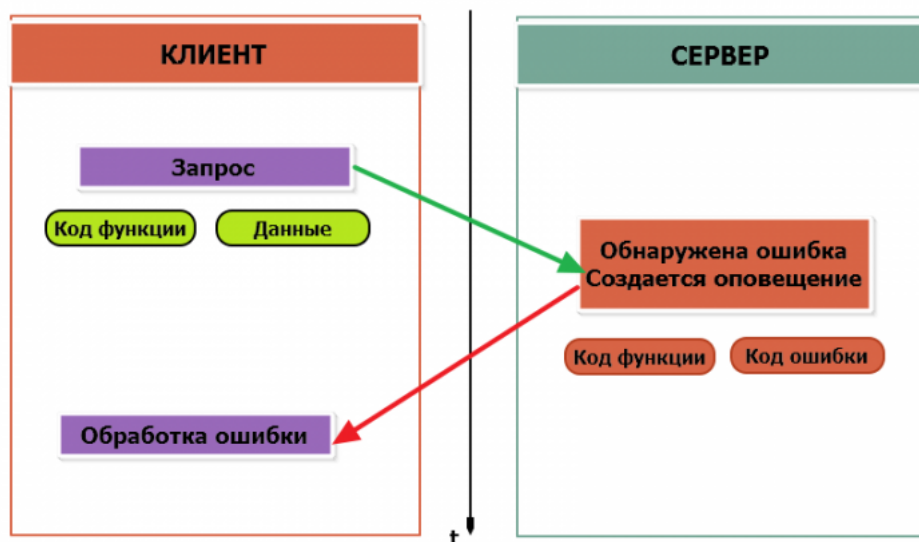 КЛИЕНТ
СЕРВЕР
Запрос
Код функции
Данные
Обнаружена ошибка
Создается оповещение
Код функции
Код ошибки
Обработка ошибки
t